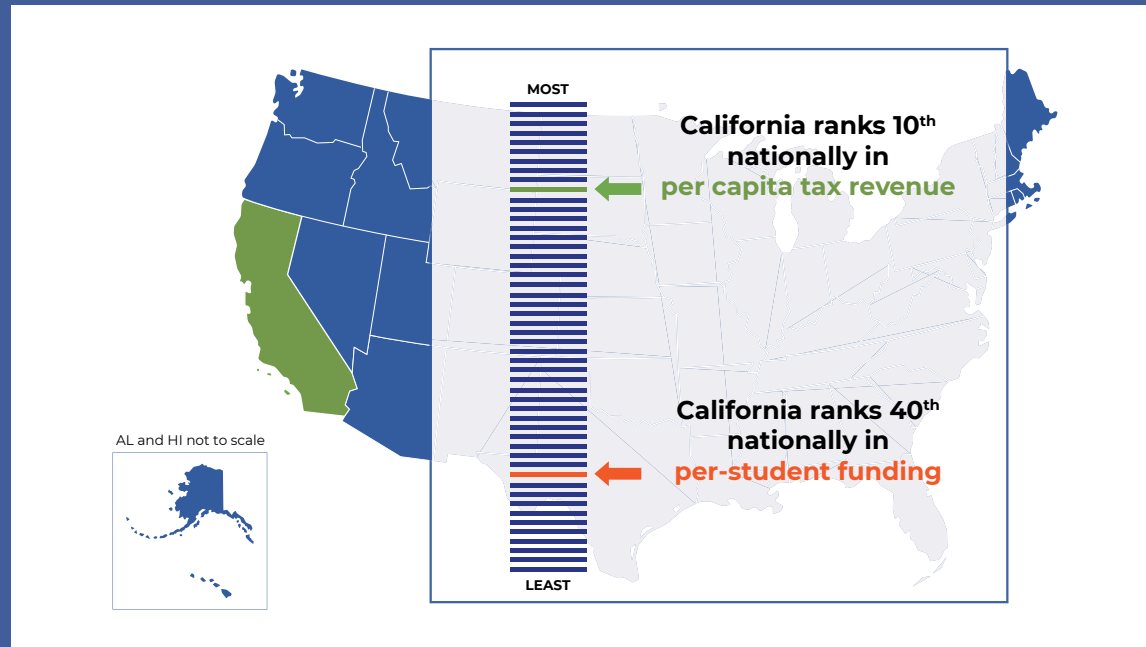 MOST
California ranks 10th
nationally in
per capita tax revenue
California ranks 40th
nationally in
per-student funding
AL and HI not to scale
LEAST